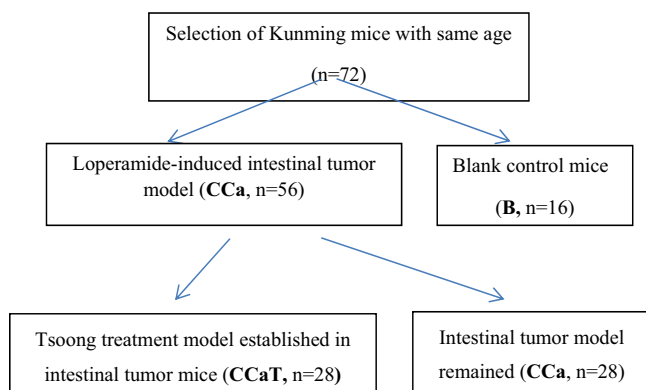 Selection of Kunming mice with same age
(n=72)
Loperamide-induced intestinal tumor
model (CCa, n=56)
Blank control mice
(B, n=16)
Tsoong treatment model established in
intestinal tumor mice (CCaT, n=28)
Intestinal tumor model
remained (CCa, n=28)